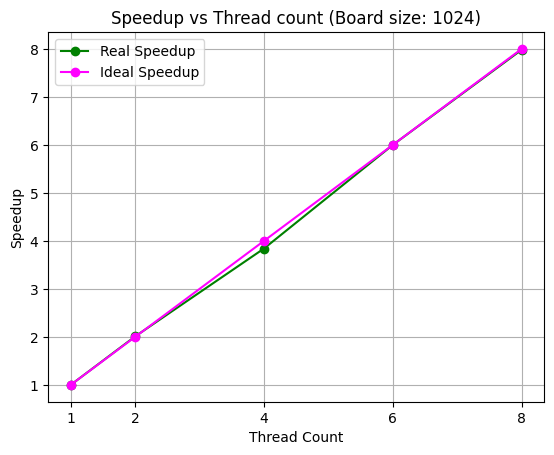 Speedup vs Thread count (Board size: 1024)
Real Speedup
Ideal Speedup
8
7
6
5
4
3
2
1
Speedup
1 2 4 6 8
Thread Count